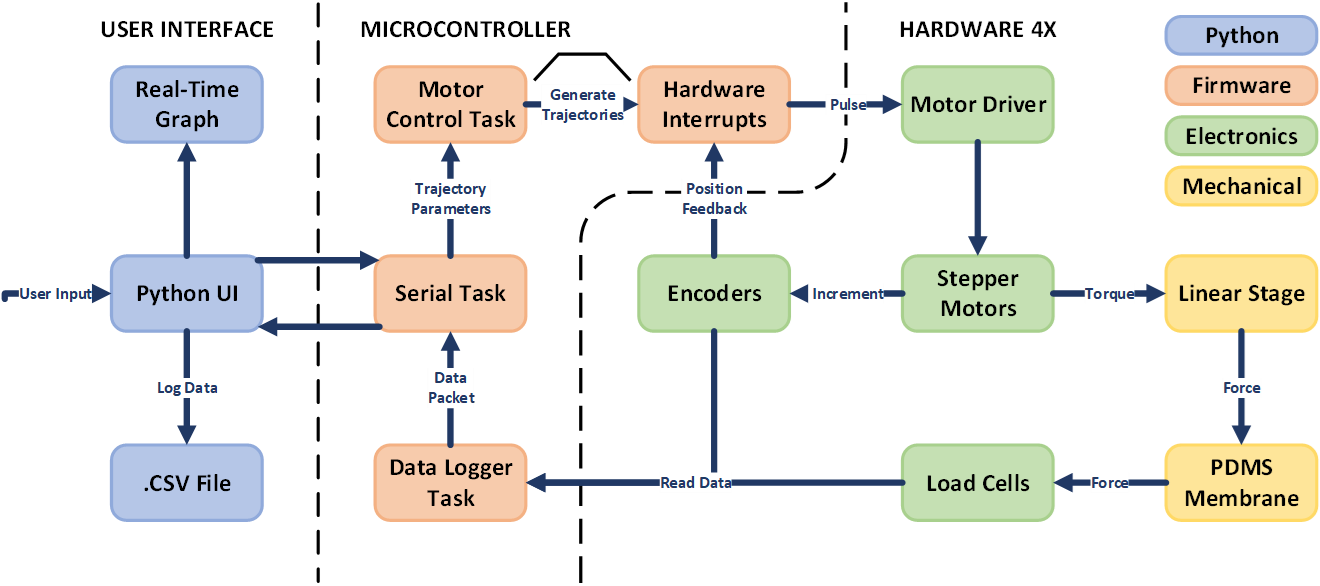 USER INTERFACE
MICROCONTROLLER
HARDWARE 4X
Python
Firmware
Electronics
Mechanical
Real-Time
Graph
Motor
Control Task
Generate
Trajectories
Hardware
Interrupts
Pulse
Motor Driver
Trajectory
Parameters
Position
Feedback
User Input
Python UI
Serial Task
Encoders
Increment
Stepper
Motors
Torque
Linear Stage
Log Data
Data
Packet
Force
.CSV File
Data Logger
Task
Read Data
Load Cells
Force
PDMS
Membrane